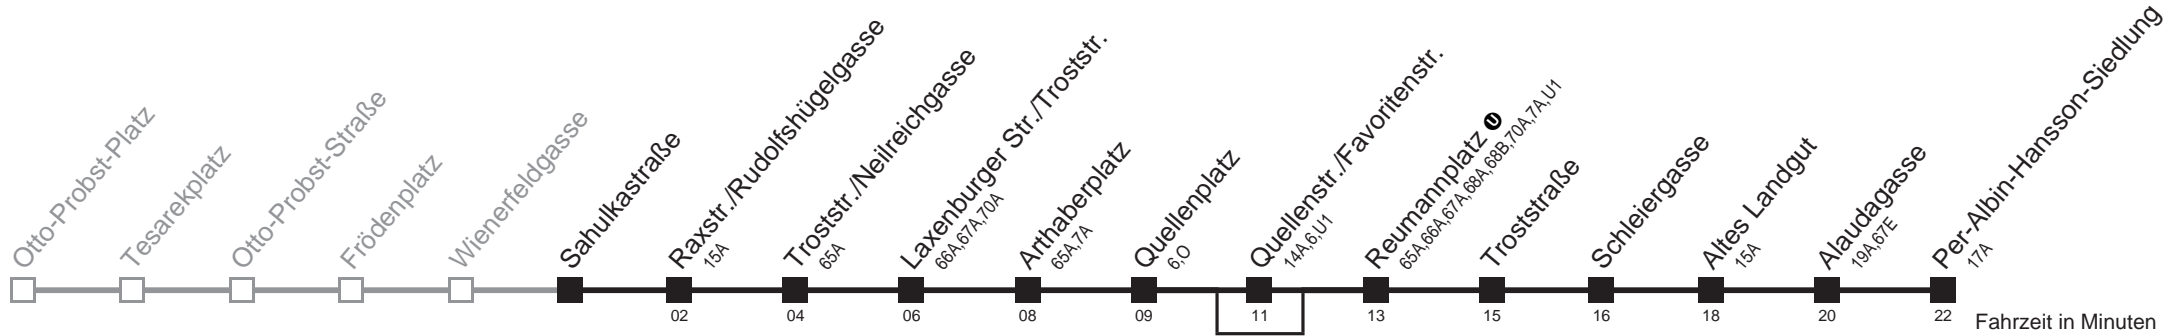 Otto-Probst-Platz
Tesarekplatz
Otto-Probst-Straße
Frödenplatz
Wienerfeldgasse
Sahulkastraße
Raxstr./Rudolfshügelgasse
15A
Troststr./Neilreichgasse
65A
Laxenburger Str./Troststr.
66A,67A,70A
Arthaberplatz
65A,7A
Quellenplatz
6,O
Quellenstr./Favoritenstr.
14A,6,U1
Reumannplatz U
65A,66A,67A,68A,68B,70A,7A,U1
Troststraße
Schleiergasse
Altes Landgut
15A
Alaudagasse
19A,67E
Per-Albin-Hansson-Siedlung
17A
02 04 06 08 09 11 13 15 16 18 20 22 Fahrzeit in Minuten